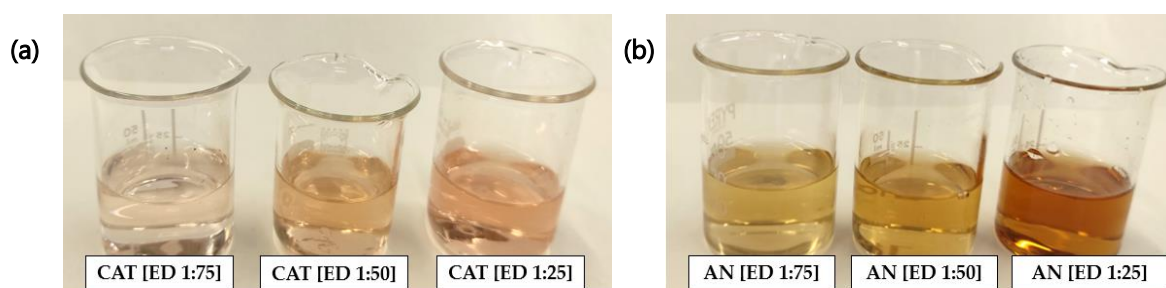 (a)
CAT [ED 1:75]
CAT [ED 1:50]
CAT [ED 1:25]
(b)
AN [ED 1:75]
AN [ED 1:50]
AN [ED 1:25]